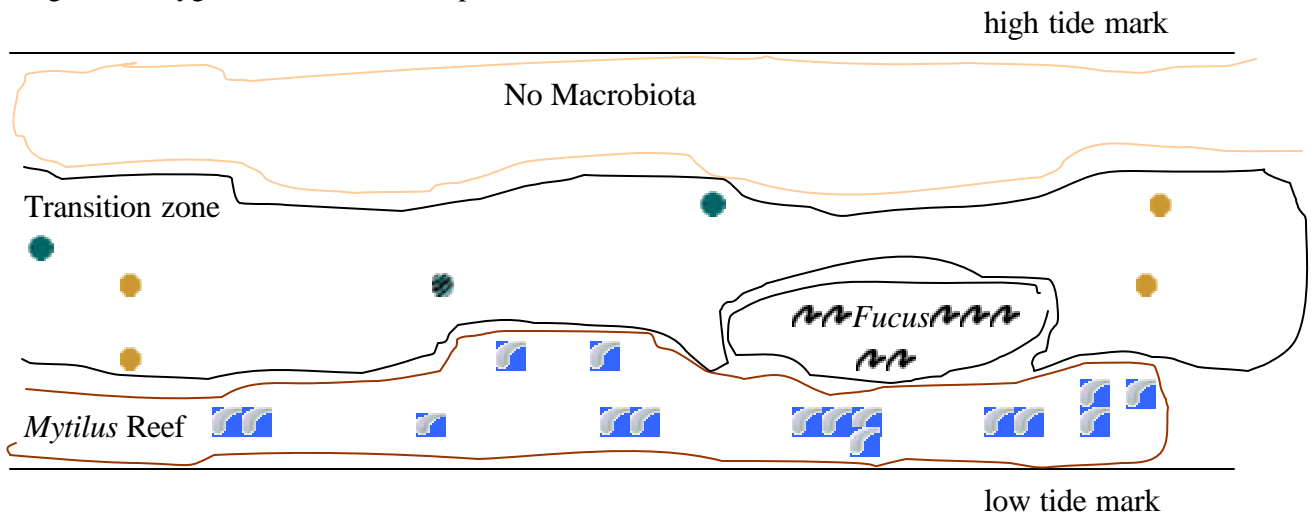 high tide mark
No Macrobiota
Transition zone
Fucus
Mytilus Reef
low tide mark